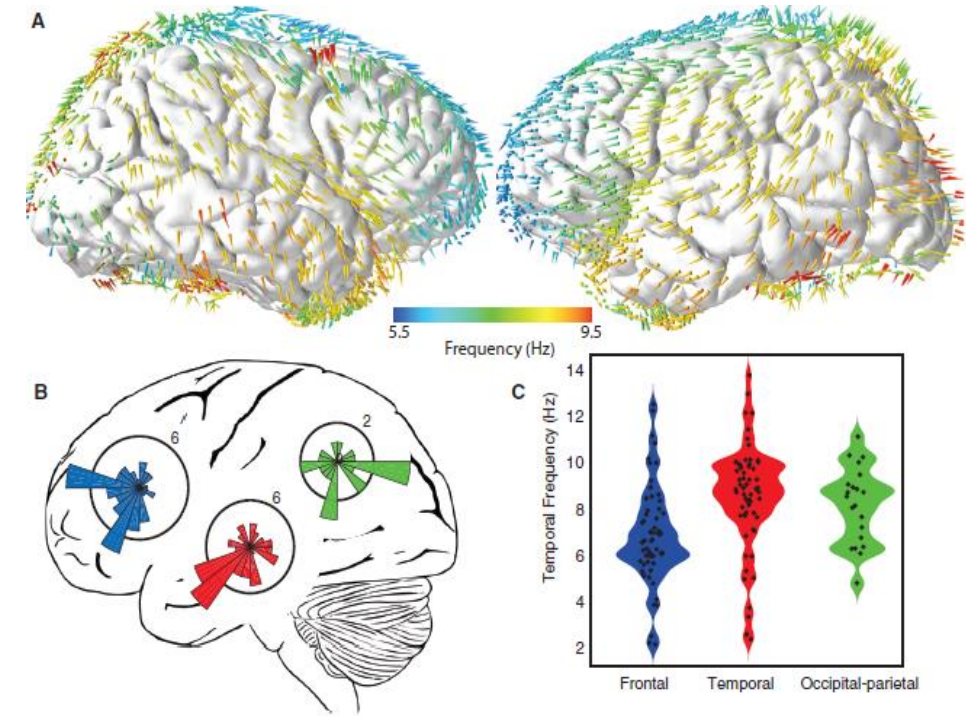 A
5.5
9.5
Frequency (Hz)
B
6
2
6
C
Temporal Frequency (Hz)
14
12
10
8
6
4
2
Frontal
Temporal
Occipital-parietal